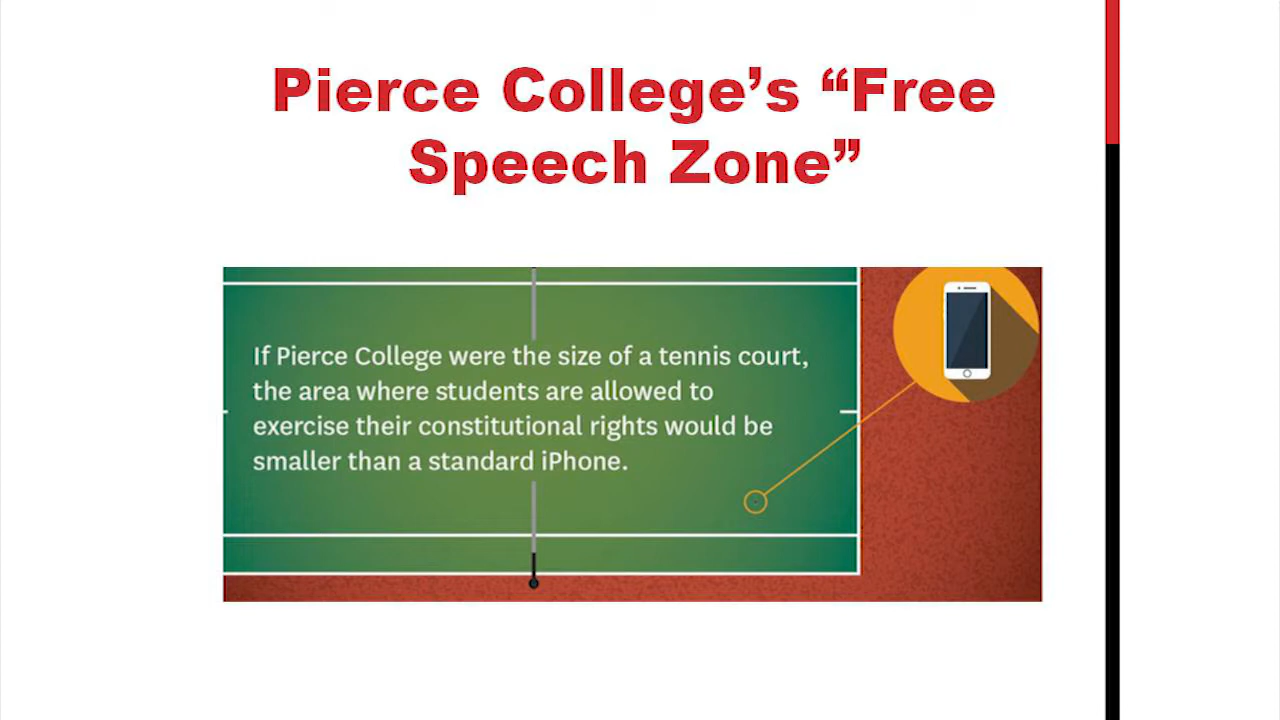 Pierce College’s “Free
Speech Zone”
If Pierce College were the size of a tennis court,
the area where students are allowed to
exercise their constitutional rights would be
smaller than a standard iPhone.